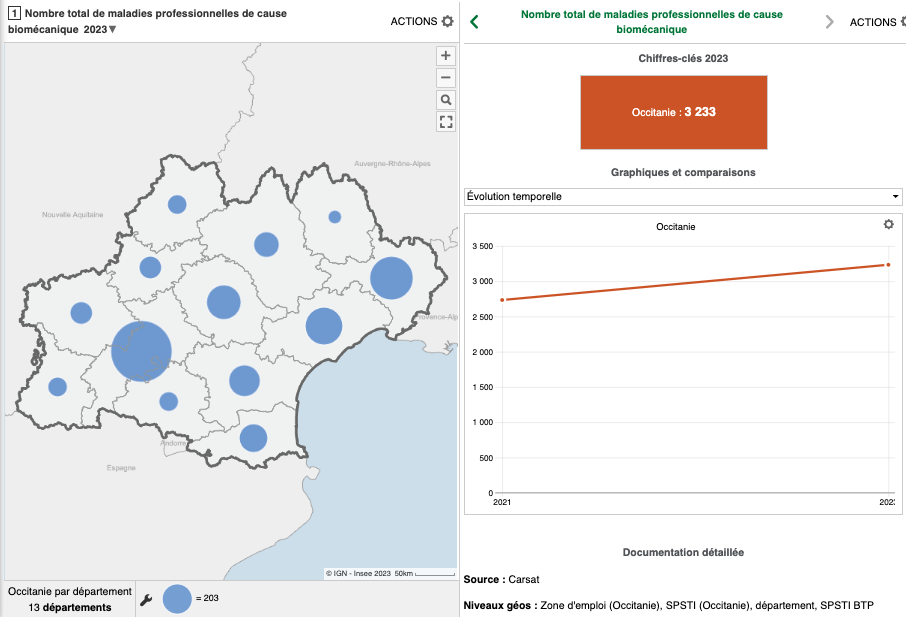 1 Nombre total de maladies professionnelles de cause
biomécanique 2023▼
ACTIONS
Auvergne-Rhône-Alpes
Nouvelle Aquitaine
Provence-Alp
Andorre
Espagne
© IGN - Insee 2023 50km
Occitanie par département
13 départements
= 203
Nombre total de maladies professionnelles de cause
biomécanique
ACTIONS
Chiffres-clés 2023
Occitanie : 3 233
Graphiques et comparaisons
Évolution temporelle
Occitanie
3 500
3 000
2 500
2 000
1 500
1 000
500
0
2021
202
Documentation détaillée
Source : Carsat
Niveaux géos : Zone d'emploi (Occitanie), SPSTI (Occitanie), département, SPSTI BTP